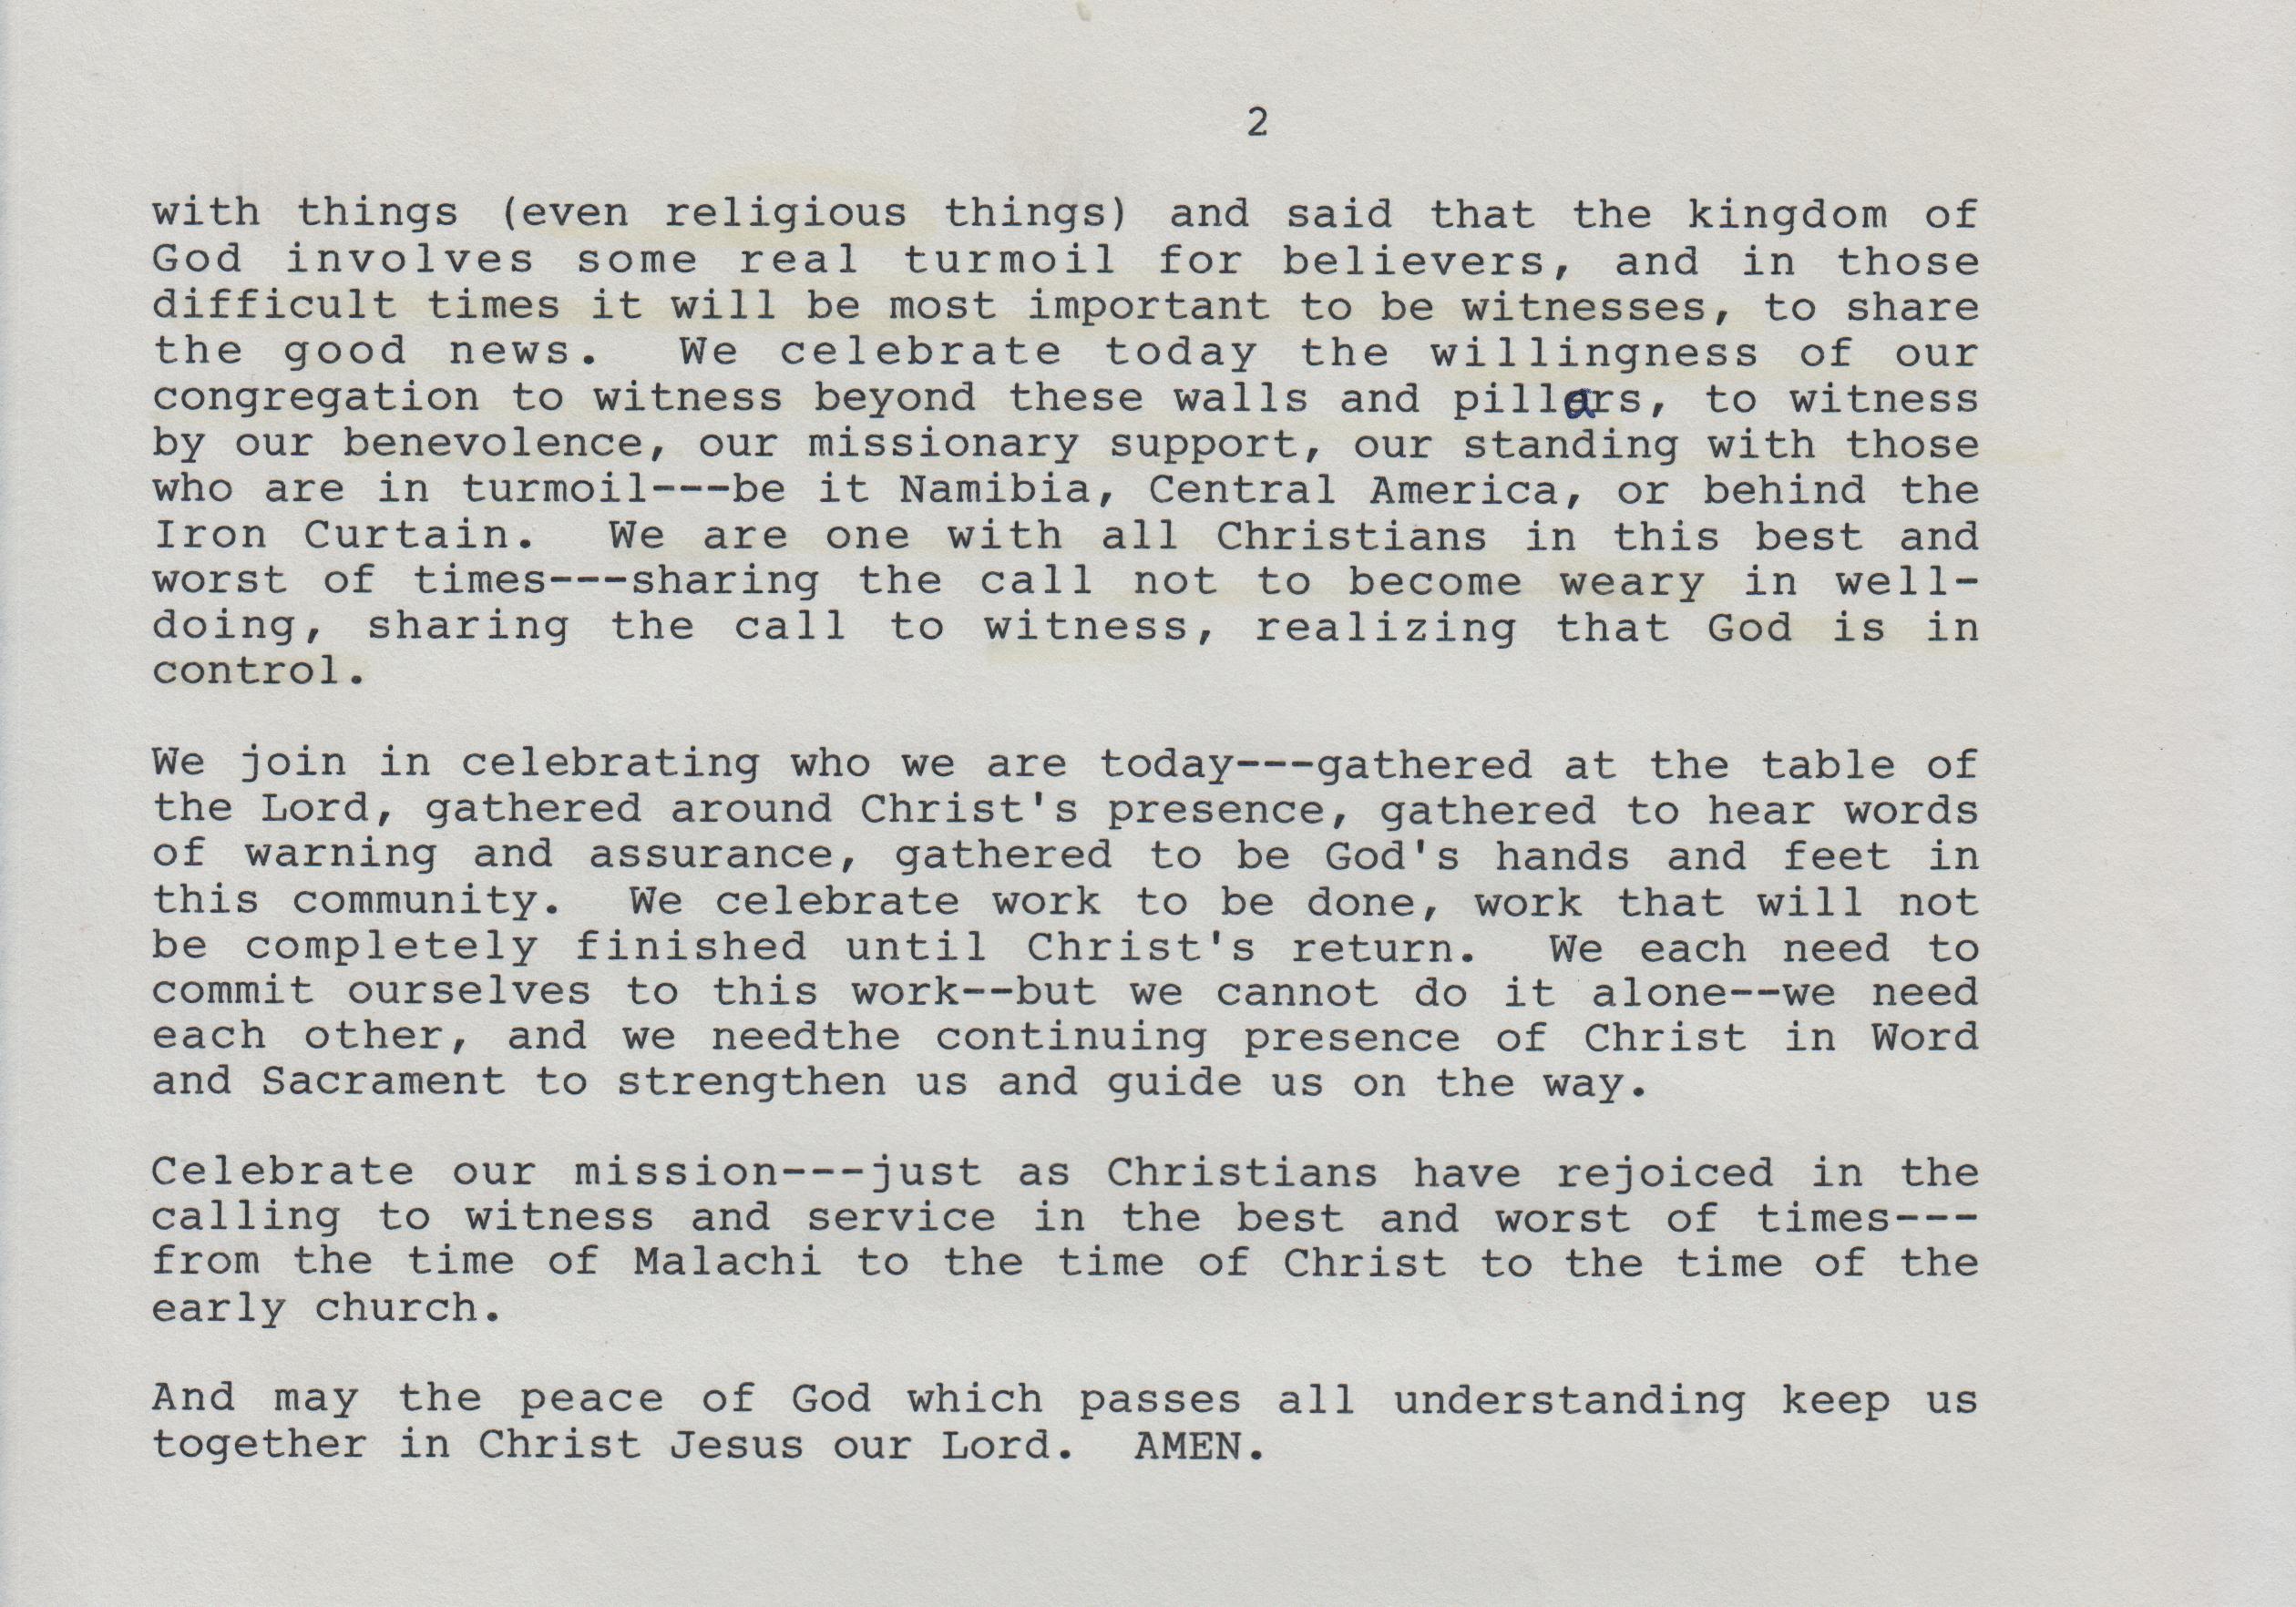 2
with things (even religious things) and said that the kingdom of
God involves some real turmoil for believers, and in those
difficult times it will be most important to be witnesses, to share
the good news. We celebrate today the willingness of our
congregation to witness beyond these walls and pillars, to witness
by our benevolence, our missionary support, our standing with those
who are in turmoil---be it Namibia, Central America, or behind the
Iron Curtain. We are one with all Christians in this best and
worst of times---sharing the call not to become weary in well-
doing, sharing the call to witness, realizing that God is in
control.
We join in celebrating who we are today---gathered at the table of
the Lord, gathered around Christ's presence, gathered to hear words
of warning and assurance, gathered to be God's hands and feet in
this community. We celebrate work to be done, work that will not
be completely finished until Christ's return. We each need to
commit ourselves to this work--but we cannot do it alone--we need
each other, and we needthe continuing presence of Christ in Word
and Sacrament to strengthen us and guide us on the way.
Celebrate our mission---just as Christians have rejoiced in the
calling to witness and service in the best and worst of times---
from the time of Malachi to the time of Christ to the time of the
early church.
And may the peace of God which passes all understanding keep us
together in Christ Jesus our Lord. AMEN.